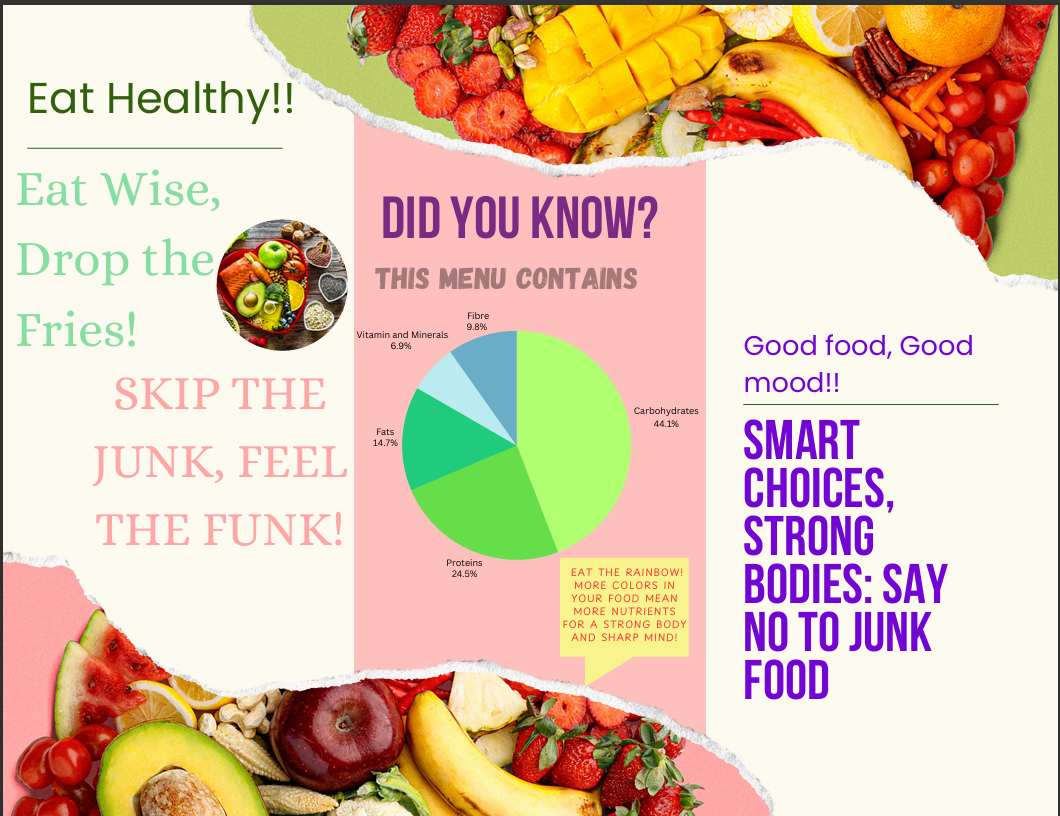 Eat Healthy!!
Eat Wise,
Drop the
Fries!
SKIP THE
JUNK, FEEL
THE FUNK!
DID YOU KNOW?
THIS MENU CONTAINS
Fibre
9.8%
Vitamin and Minerals
6.9%
Carbohydrates
44.1%
Fats
14.7%
Proteins
24.5%
EAT THE RAINBOW!
MORE COLORS IN
YOUR FOOD MEAN
MORE NUTRIENTS
FOR A STRONG BODY
AND SHARP MIND!
Good food, Good
mood!!
SMART
CHOICES,
STRONG
BODIES: SAY
NO TO JUNK
FOOD